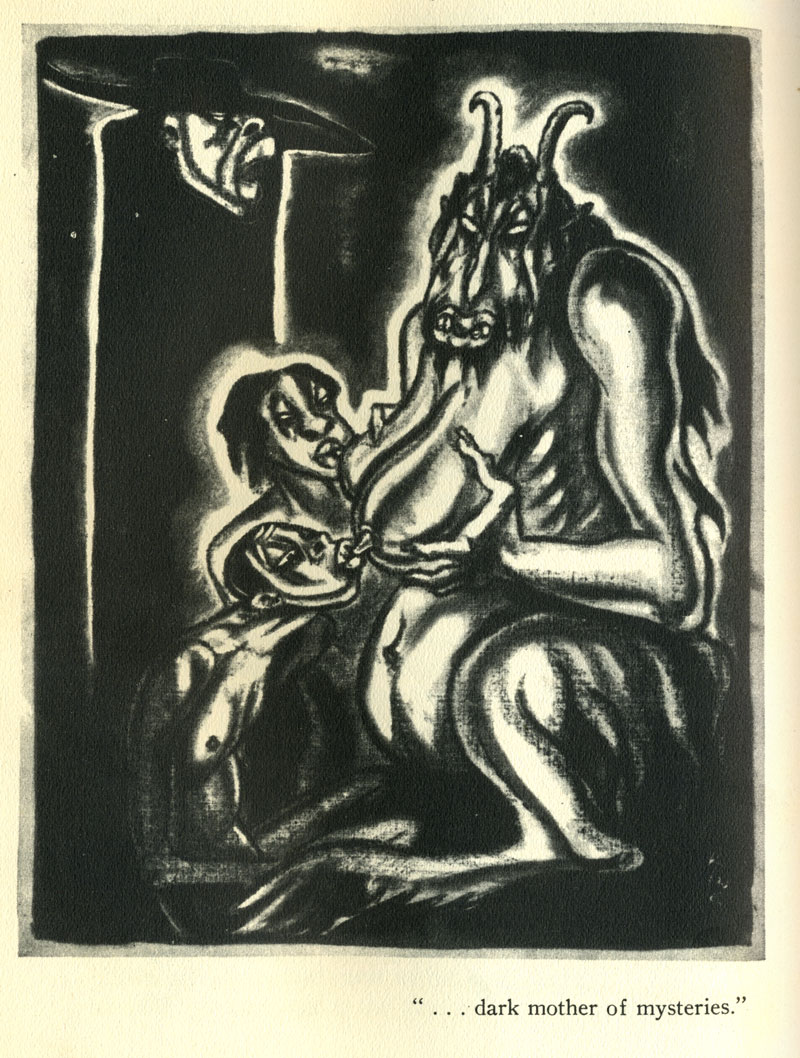 “ . . . dark mother of mysteries.”